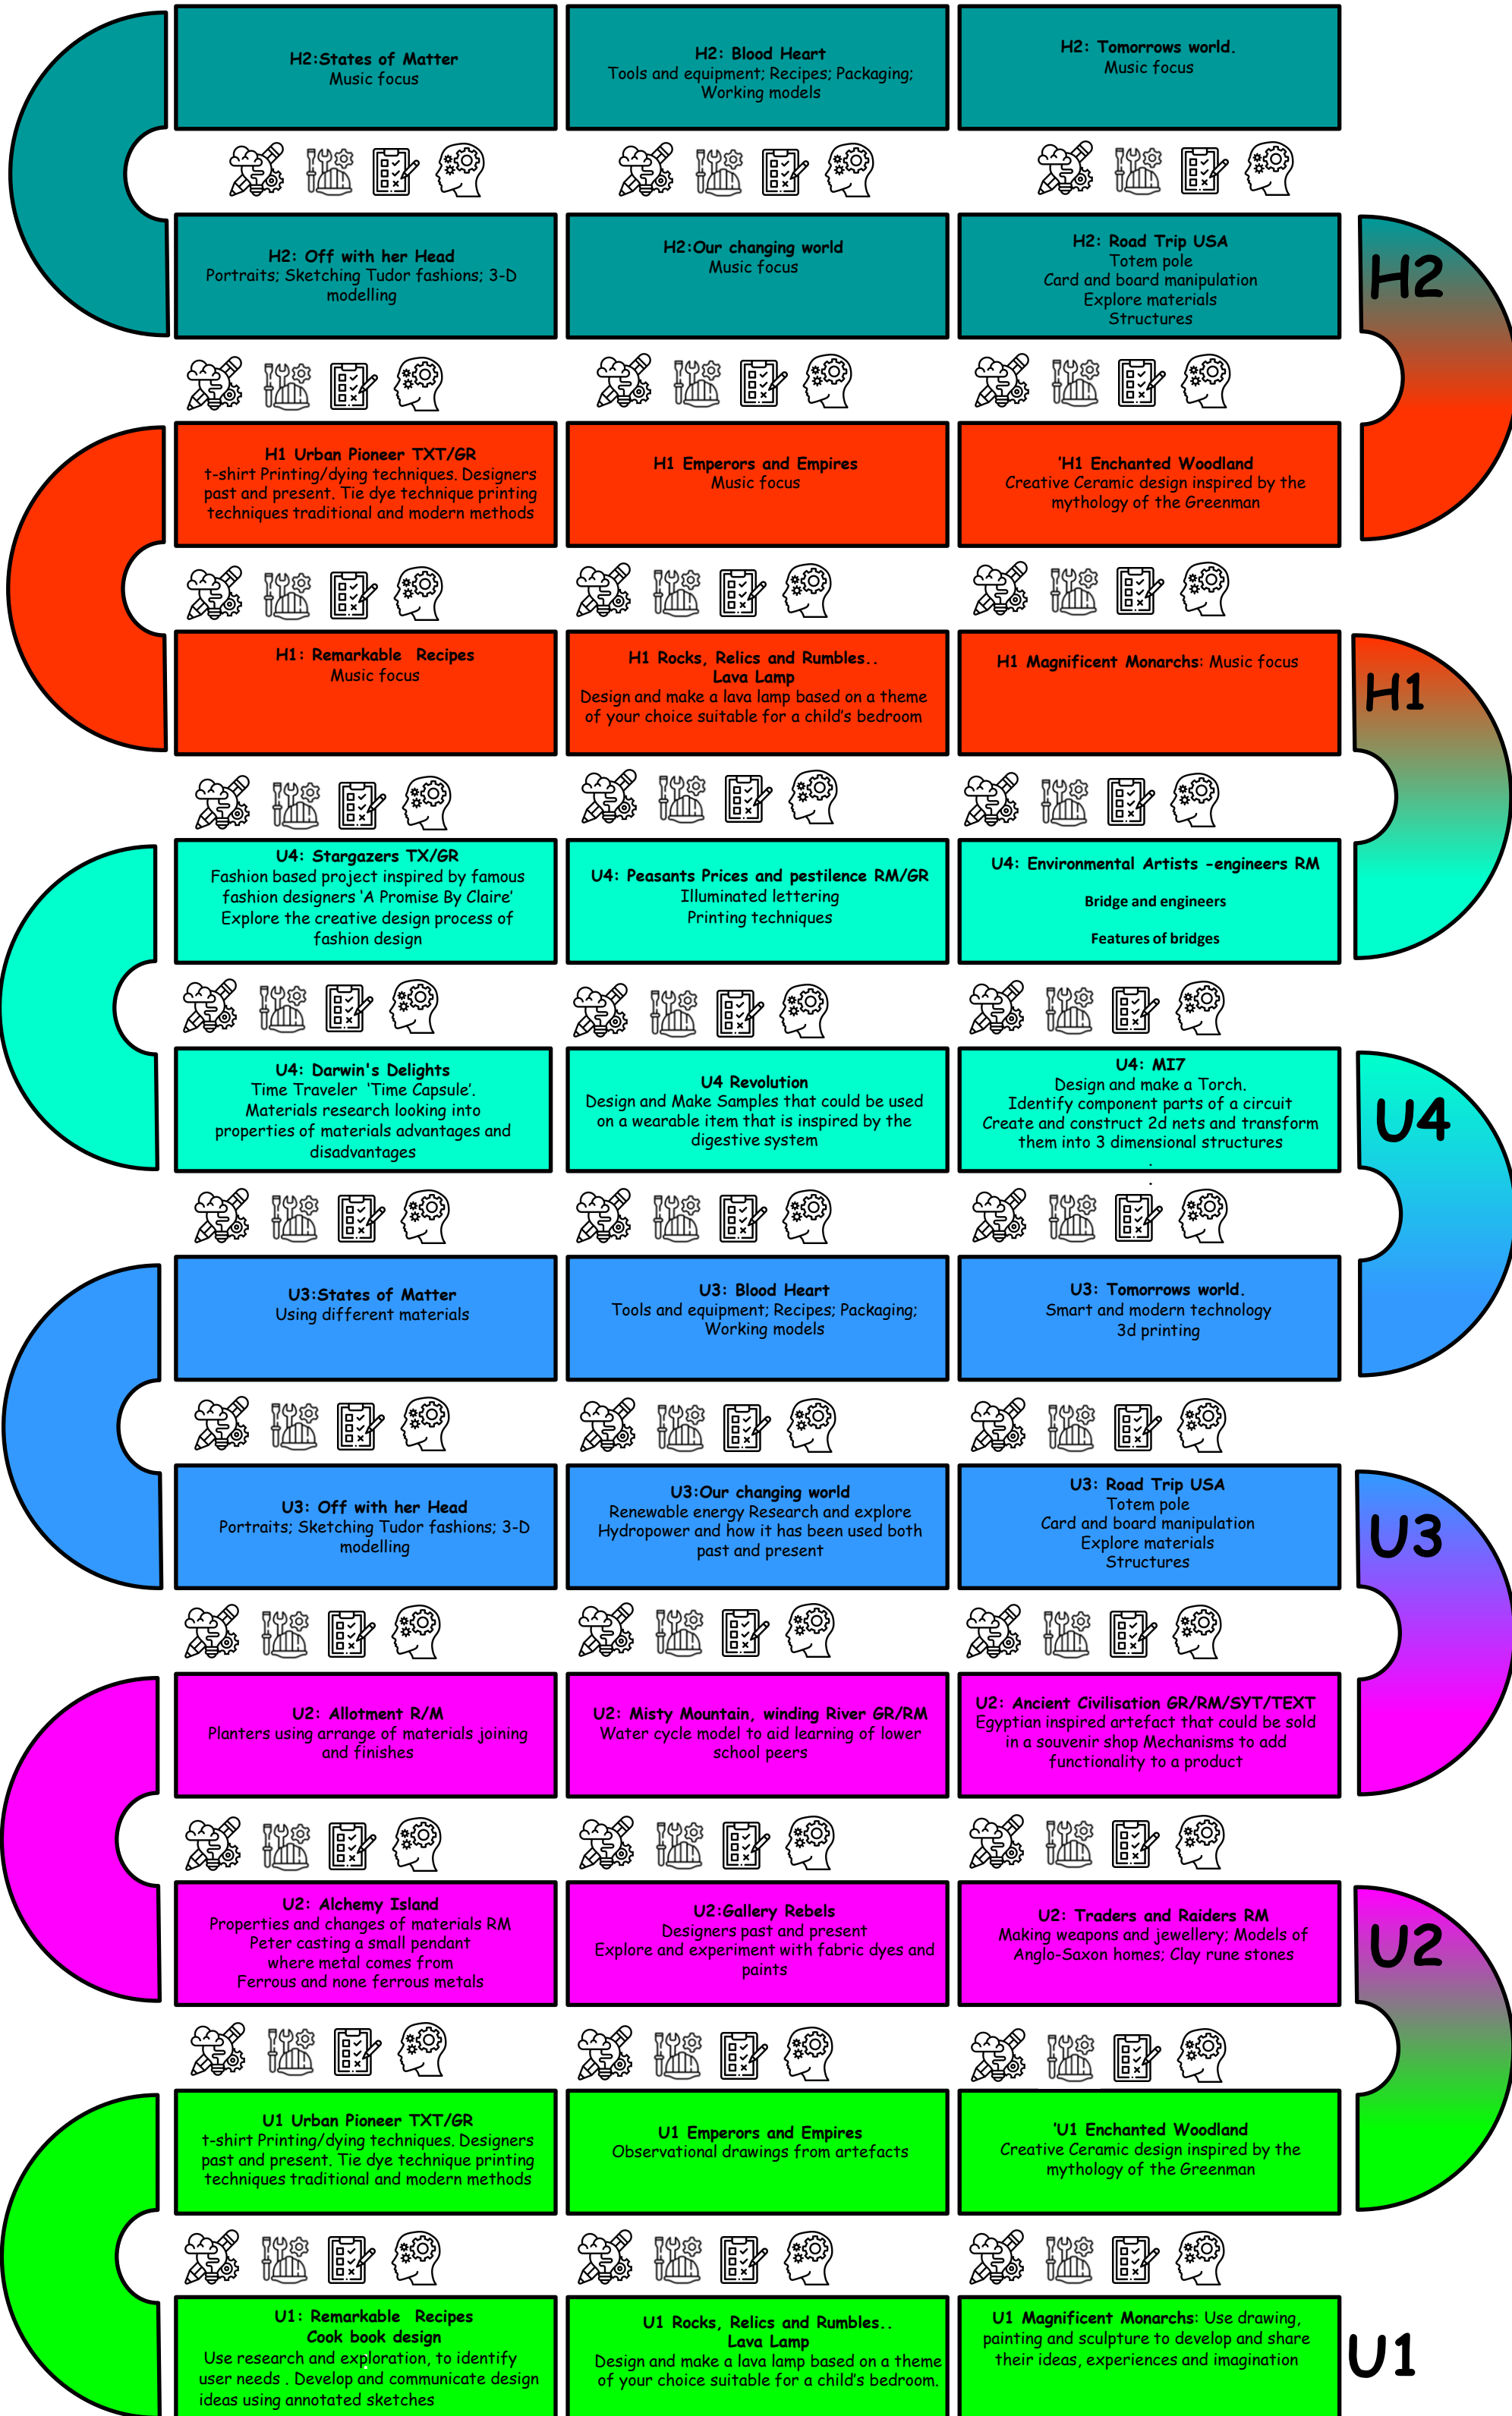 H2:States of Matter
Music focus
H2: Blood Heart
Tools and equipment; Recipes; Packaging;
Working models
H2: Tomorrows world.
Music focus
H2: Off with her Head
Portraits; Sketching Tudor fashions; 3-D
modelling
H2:Our changing world
Music focus
H2: Road Trip USA
Totem pole
Card and board manipulation
Explore materials
Structures
H2
H1 Urban Pioneer TXT/GR
t-shirt Printing/dying techniques. Designers
past and present. Tie dye technique printing
techniques traditional and modern methods
H1 Emperors and Empires
Music focus
'H1 Enchanted Woodland
Creative Ceramic design inspired by the
mythology of the Greenman
H1: Remarkable Recipes
Music focus
H1 Rocks, Relics and Rumbles..
Lava Lamp
Design and make a lava lamp based on a theme
of your choice suitable for a child's bedroom
H1 Magnificent Monarchs: Music focus
H1
U4: Stargazers TX/GR
Fashion based project inspired by famous
fashion designers 'A Promise By Claire'
Explore the creative design process of
fashion design
U4: Peasants Prices and pestilence RM/GR
Illuminated lettering
Printing techniques
U4: Environmental Artists -engineers RM
Bridge and engineers
Features of bridges
U4: Darwin's Delights
Time Traveler 'Time Capsule'.
Materials research looking into
properties of materials advantages and
disadvantages
U4 Revolution
Design and Make Samples that could be used
on a wearable item that is inspired by the
digestive system
U4: MI7
Design and make a Torch.
Identify component parts of a circuit
Create and construct 2d nets and transform
them into 3 dimensional structures
.
.
U4
U3:States of Matter
Using different materials
U3: Blood Heart
Tools and equipment; Recipes; Packaging;
Working models
U3: Tomorrows world.
Smart and modern technology
3d printing
U3: Off with her Head
Portraits; Sketching Tudor fashions; 3-D
modelling
U3:Our changing world
Renewable energy Research and explore
Hydropower and how it has been used both
past and present
U3: Road Trip USA
Totem pole
Card and board manipulation
Explore materials
Structures
U3
U2: Allotment R/M
Planters using arrange of materials joining
and finishes
U2: Misty Mountain, winding River GR/RM
Water cycle model to aid learning of lower
school peers
U2: Ancient Civilisation GR/RM/SYT/TEXT
Egyptian inspired artefact that could be sold
in a souvenir shop Mechanisms to add
functionality to a product
U2: Alchemy Island
Properties and changes of materials RM
Peter casting a small pendant
where metal comes from
Ferrous and none ferrous metals
U2:Gallery Rebels
Designers past and present
Explore and experiment with fabric dyes and
paints
U2: Traders and Raiders RM
Making weapons and jewellery; Models of
Anglo-Saxon homes; Clay rune stones
U2
U1 Urban Pioneer TXT/GR
t-shirt Printing/dying techniques. Designers
past and present. Tie dye technique printing
techniques traditional and modern methods
U1 Emperors and Empires
Observational drawings from artefacts
'U1 Enchanted Woodland
Creative Ceramic design inspired by the
mythology of the Greenman
U1: Remarkable Recipes
Cook book design
Use research and exploration, to identify
user needs . Develop and communicate design
ideas using annotated sketches
U1 Rocks, Relics and Rumbles..
Lava Lamp
Design and make a lava lamp based on a theme
of your choice suitable for a child's bedroom.
U1 Magnificent Monarchs: Use drawing,
painting and sculpture to develop and share
their ideas, experiences and imagination
U1